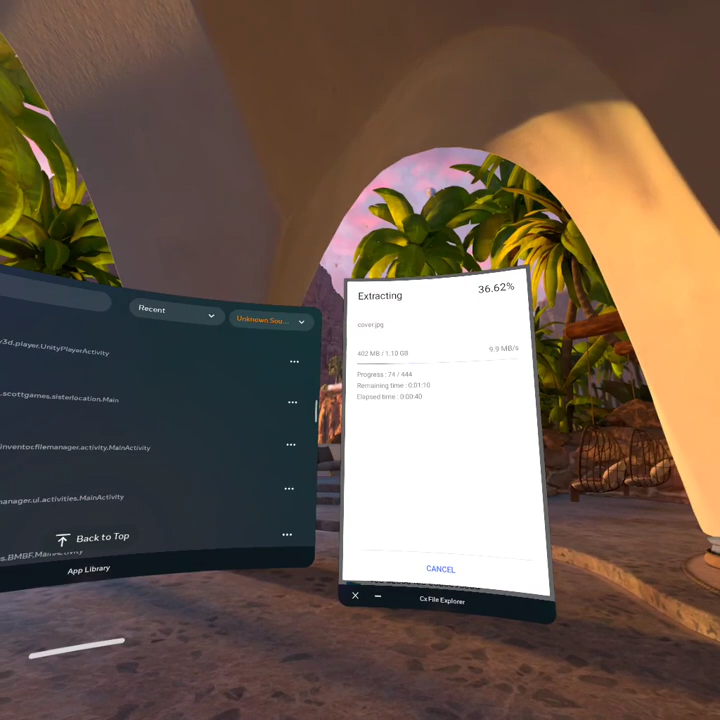 Recent
Unknown Sou...
y3d.player.UnityPlayerActivity
.scottgames.sisterlocation.Main
inventor.filemanager.activity.MainActivity
manager.ui.activities.MainActivity
Back to Top
s.BMBF.MainActivity
App Library
Extracting
36.62%
cover.jpg
402 MB / 1.10 GB
9.9 MB/s
Progress : 74 / 444
Remaining time : 0:01:10
Elapsed time : 0:00:40
CANCEL
Cx File Explorer